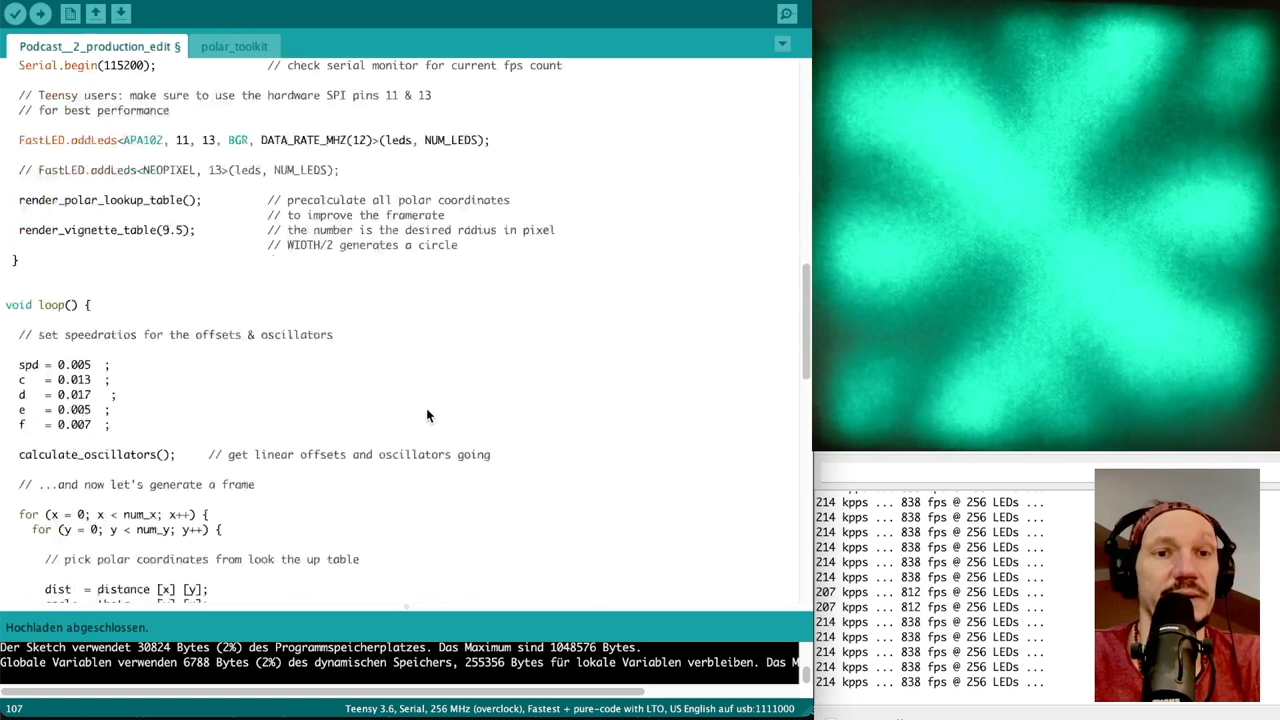 Podcast__2_production_edit §
polar_toolkit
Serial.begin(115200); // check serial monitor for current fps count
// Teensy users: make sure to use the hardware SPI pins 11 & 13
// for best performance
FastLED.addLeds<APA102, 11, 13, BGR, DATA_RATE_MHZ(12)>(leds, NUM_LEDS);
// FastLED.addLeds<NEOPIXEL, 13>(leds, NUM_LEDS);
render_polar_lookup_table(); // precalculate all polar coordinates
// to improve the framerate
render_vignette_table(9.5); // the number is the desired radius in pixel
// WIDTH/2 generates a circle
}
void loop() {
// set speedratios for the offsets & oscillators
spd = 0.005 ;
c = 0.013 ;
d = 0.017 ;
e = 0.005 ;
f = 0.007 ;
calculate_oscillators(); // get linear offsets and oscillators going
// ...and now let's generate a frame
for (x = 0; x < num_x; x++) {
for (y = 0; y < num_y; y++) {
// pick polar coordinates from look the up table
dist = distance [x] [y];
Hochladen abgeschlossen.
Der Sketch verwendet 30824 Bytes (2%) des Programmspeicherplatzes. Das Maximum sind 1048576 Bytes.
Globale Variablen verwenden 6788 Bytes (2%) des dynamischen Speichers, 255356 Bytes für lokale Variablen verbleiben. Das M
107
Teensy 3.6, Serial, 256 MHz (overclock), Fastest + pure-code with LTO, US English auf usb:1111000
214 kpps ... 838 fps @ 256 LEDs ...
214 kpps ... 838 fps @ 256 LEDs ...
214 kpps ... 838 fps @ 256 LEDs ...
214 kpps ... 838 fps @ 256 LEDs ...
214 kpps ... 838 fps @ 256 LEDs ...
214 kpps ... 838 fps @ 256 LEDs ...
207 kpps ... 812 fps @ 256 LEDs ...
207 kpps ... 812 fps @ 256 LEDs ...
214 kpps ... 838 fps @ 256 LEDs ...
214 kpps ... 838 fps @ 256 LEDs ...
214 kpps ... 838 fps @ 256 LEDs ...
214 kpps ... 838 fps @ 256 LEDs ...
214 kpps ... 838 fps @ 256 LEDs ...